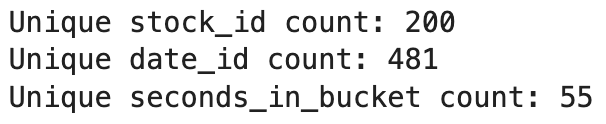 Unique stock_id count: 200
Unique date_id count: 481
Unique seconds_in_bucket count: 55